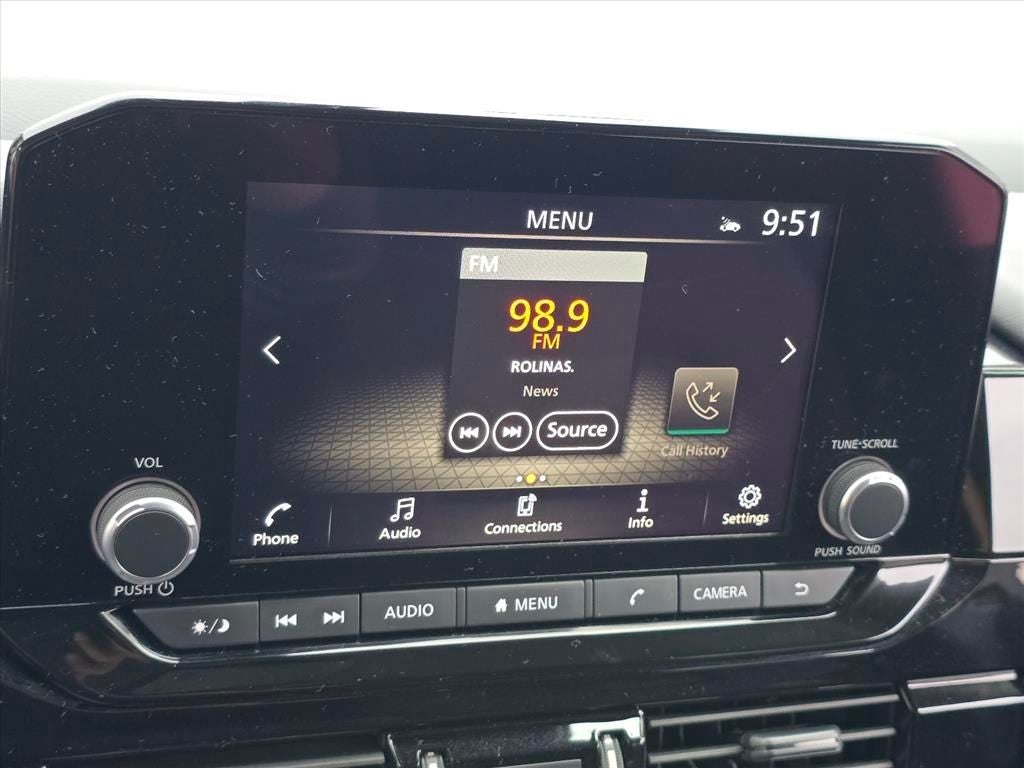 MENU
9:51
FM
98.9
FM
ROLINAS.
News
Source
Call History
Phone
Audio
Connections
Info
Settings
VOL
PUSH
TUNE•SCROLL
PUSH SOUND
AUDIO
MENU
CAMERA